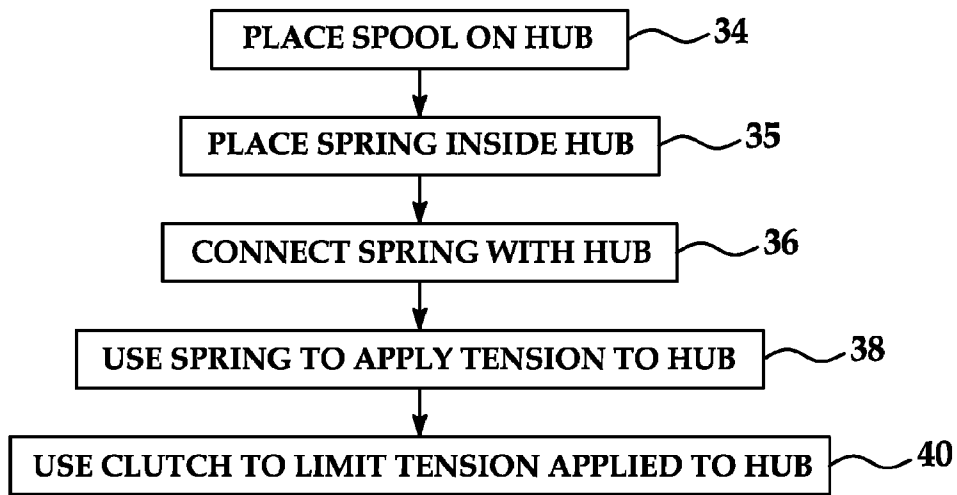 PLACE SPOOL ON HUB 34
PLACE SPRING INSIDE HUB 35
CONNECT SPRING WITH HUB 36
USE SPRING TO APPLY TENSION TO HUB 38
USE CLUTCH TO LIMIT TENSION APPLIED TO HUB 40